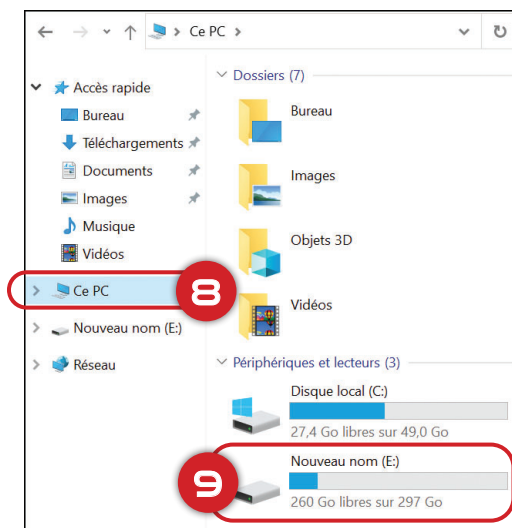 Ce PC
Accès rapide
Bureau
Téléchargements
Documents
Images
Musique
Vidéos
Ce PC
8
Nouveau nom (E:)
Réseau
Dossiers (7)
Bureau
Images
Objets 3D
Vidéos
Périphériques et lecteurs (3)
Disque local (C:)
27,4 Go libres sur 49,0 Go
9
Nouveau nom (E:)
260 Go libres sur 297 Go